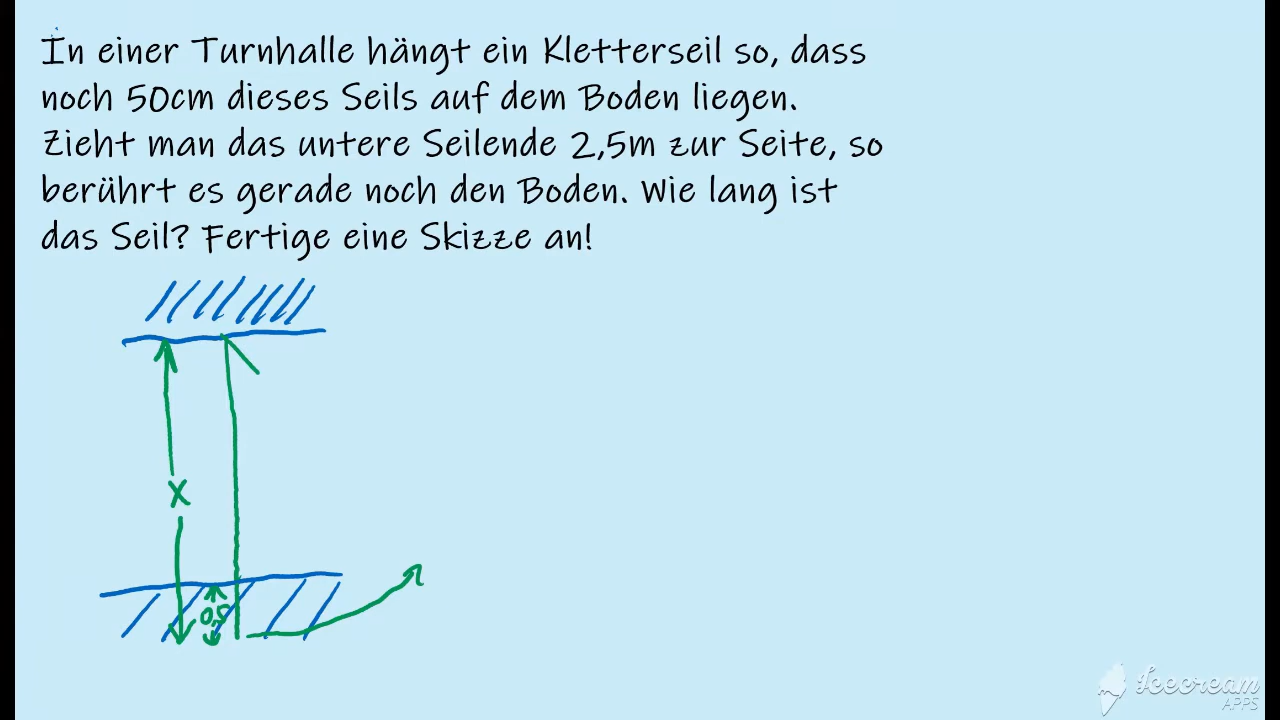 In einer Turnhalle hängt ein Kletterseil so, dass
noch 50cm dieses Seils auf dem Boden liegen.
Zieht man das untere Seilende 2,5m zur Seite, so
berührt es gerade noch den Boden. Wie lang ist
das Seil? Fertige eine Skizze an!
x
0,5
Icecream
APPS